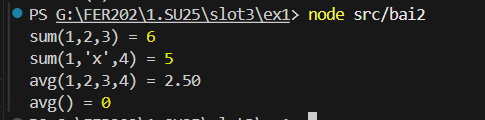 PS G:\FER202\1.SU25\slot3\ex1> node src/bai2
sum(1,2,3) = 6
sum(1,'x',4) = 5
avg(1,2,3,4) = 2.50
avg() = 0